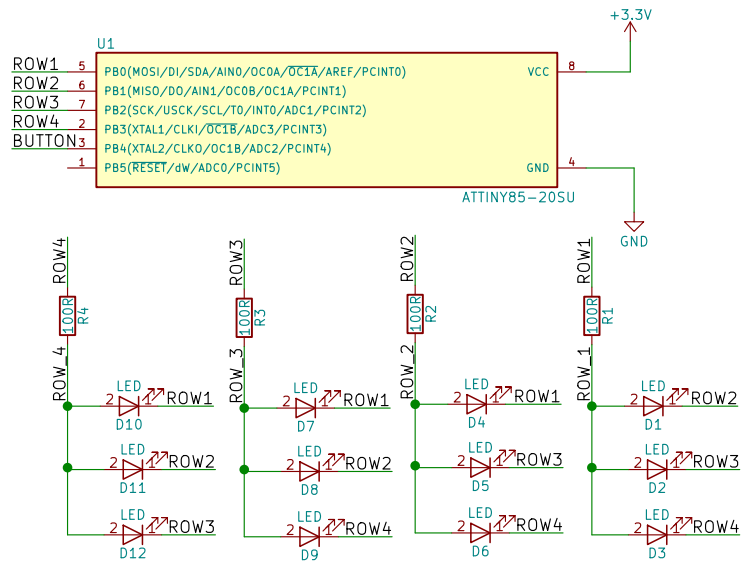 +3.3V
U1
ROW1 5 PB0(MOSI/DI/SDA/AIN0/OC0A/OC1A/AREF/PCINT0) VCC 8
ROW2 6 PB1(MISO/DO/AIN1/OC0B/OC1A/PCINT1)
ROW3 7 PB2(SCK/USCK/SCL/T0/INT0/ADC1/PCINT2)
ROW4 2 PB3(XTAL1/CLKI/OC1B/ADC3/PCINT3)
BUTTON 3 PB4(XTAL2/CLKO/OC1B/ADC2/PCINT4)
1 PB5(RESET/dW/ADC0/PCINT5) GND 4
ATTINY85-20SU
GND
ROW4
100R
R4
ROW_4
LED
2 1 ROW1
D10
2 1 ROW2
D11
LED
2 1 ROW3
D12
ROW3
100R
R3
ROW_3
LED
2 1 ROW1
D7
LED
2 1 ROW2
D8
LED
2 1 ROW4
D9
ROW2
100R
R2
ROW_2
LED
2 1 ROW1
D4
LED
2 1 ROW3
D5
LED
2 1 ROW4
D6
ROW1
100R
R1
ROW_1
LED
2 1 ROW2
D1
LED
2 1 ROW3
D2
LED
2 1 ROW4
D3